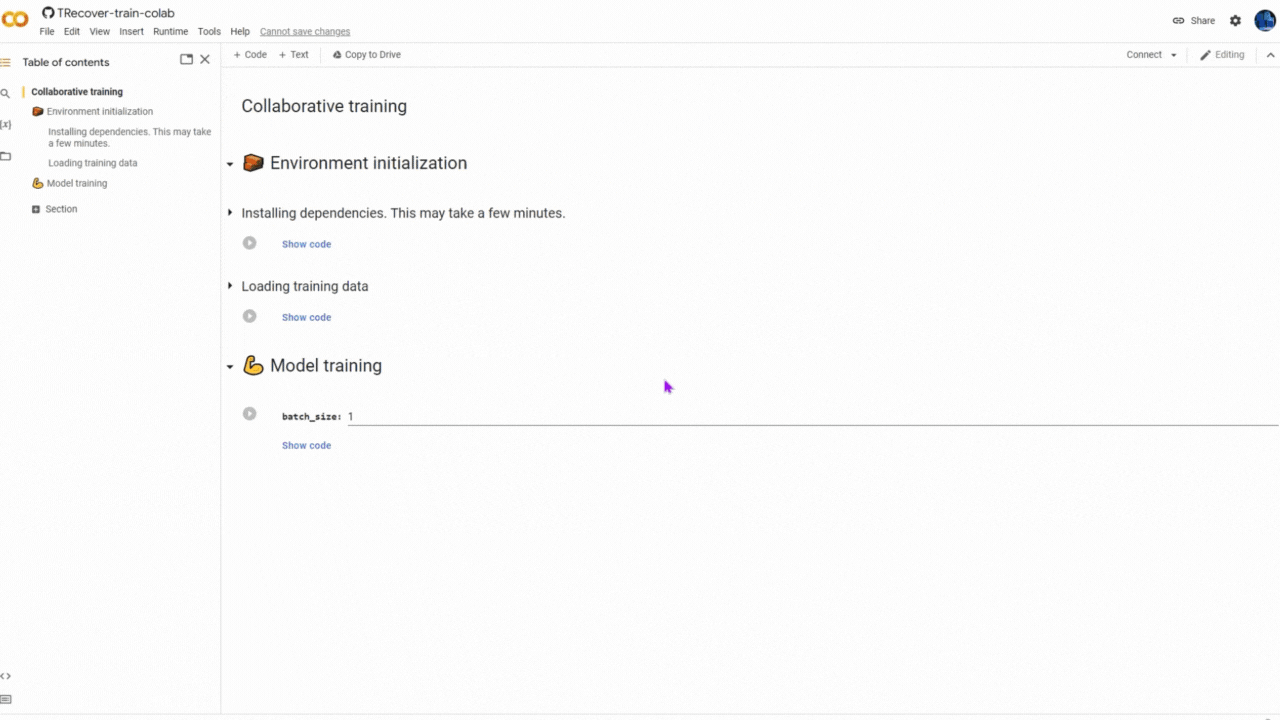 TRecover-train-colab
File Edit View Insert Runtime Tools Help Cannot save changes
Share
Table of contents
+ Code + Text Copy to Drive
Connect Editing
Collaborative training
Environment initialization
Installing dependencies. This may take
a few minutes.
Loading training data
Model training
Section
{x}
Collaborative training
Environment initialization
Installing dependencies. This may take a few minutes.
Show code
Loading training data
Show code
Model training
batch_size: 1
Show code